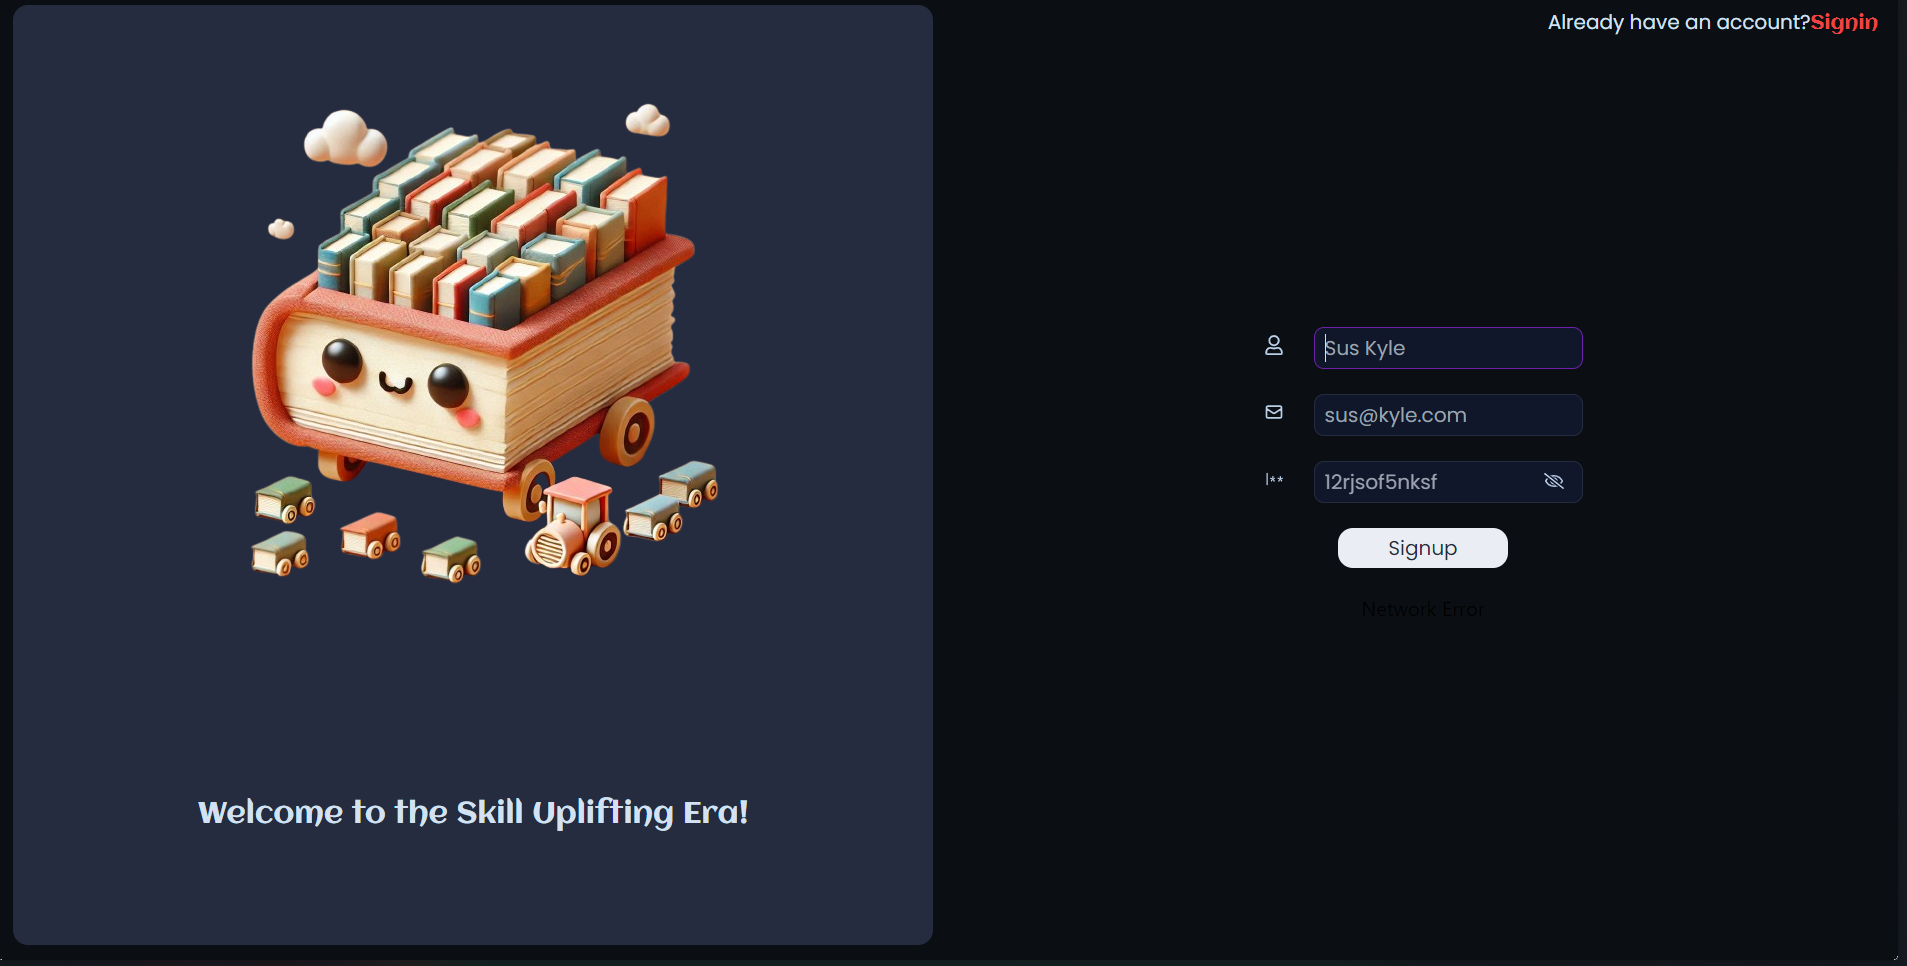 Already have an account?Signin
Sus Kyle
sus@kyle.com
|**
12rjsof5nksf
Signup
Network Error
Welcome to the Skill Uplifting Era!